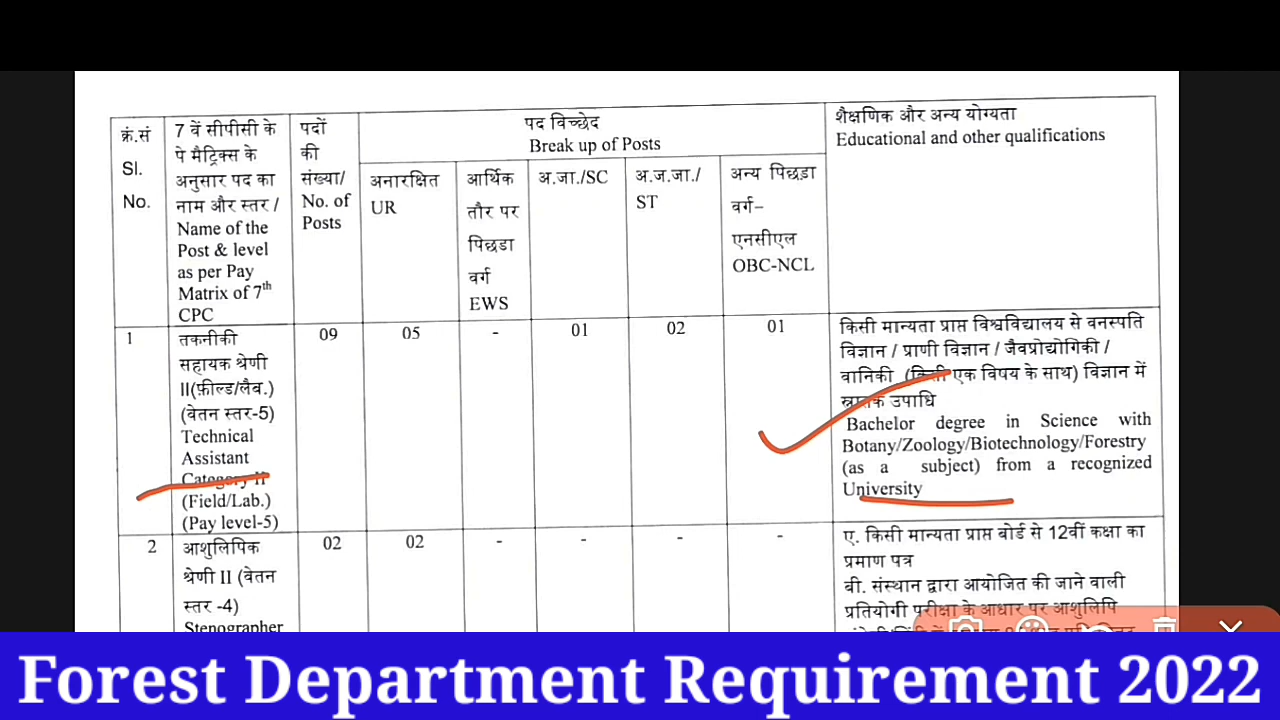 क्रं.सं
Sl.
No.
7 वें सीपीसी के
पे मैट्रिक्स के
अनुसार पद का
नाम और स्तर /
Name of the
Post & level
as per Pay
Matrix of 7th
CPC
पदों
की
संख्या/
No. of
Posts
पद विच्छेद
Break up of Posts
अनारक्षित
UR
आर्थिक
तौर पर
पिछडा
वर्ग
EWS
अ.जा./SC
अ.ज.जा./
ST
अन्य पिछड़ा
वर्ग–
एनसीएल
OBC-NCL
शैक्षणिक और अन्य योग्यता
Educational and other qualifications
1
तकनीकी
सहायक श्रेणी
II(फ़ील्ड/लैब.)
(वेतन स्तर-5)
Technical
Assistant
Category II
(Field/Lab.)
(Pay level-5)
09
05
-
01
02
01
किसी मान्यता प्राप्त विश्वविद्यालय से वनस्पति
विज्ञान / प्राणी विज्ञान / जैवप्रोद्योगिकी /
वानिकी (किसी एक विषय के साथ) विज्ञान में
स्नातक उपाधि
Bachelor degree in Science with
Botany/Zoology/Biotechnology/Forestry
(as a subject) from a recognized
University
2
आशुलिपिक
श्रेणी II (वेतन
स्तर -4)
Stenographer
02
02
-
-
-
-
ए. किसी मान्यता प्राप्त बोर्ड से 12वीं कक्षा का
प्रमाण पत्र
बी. संस्थान द्वारा आयोजित की जाने वाली
प्रतियोगी परीक्षा के आधार पर आशुलिपि
Forest Department Requirement 2022